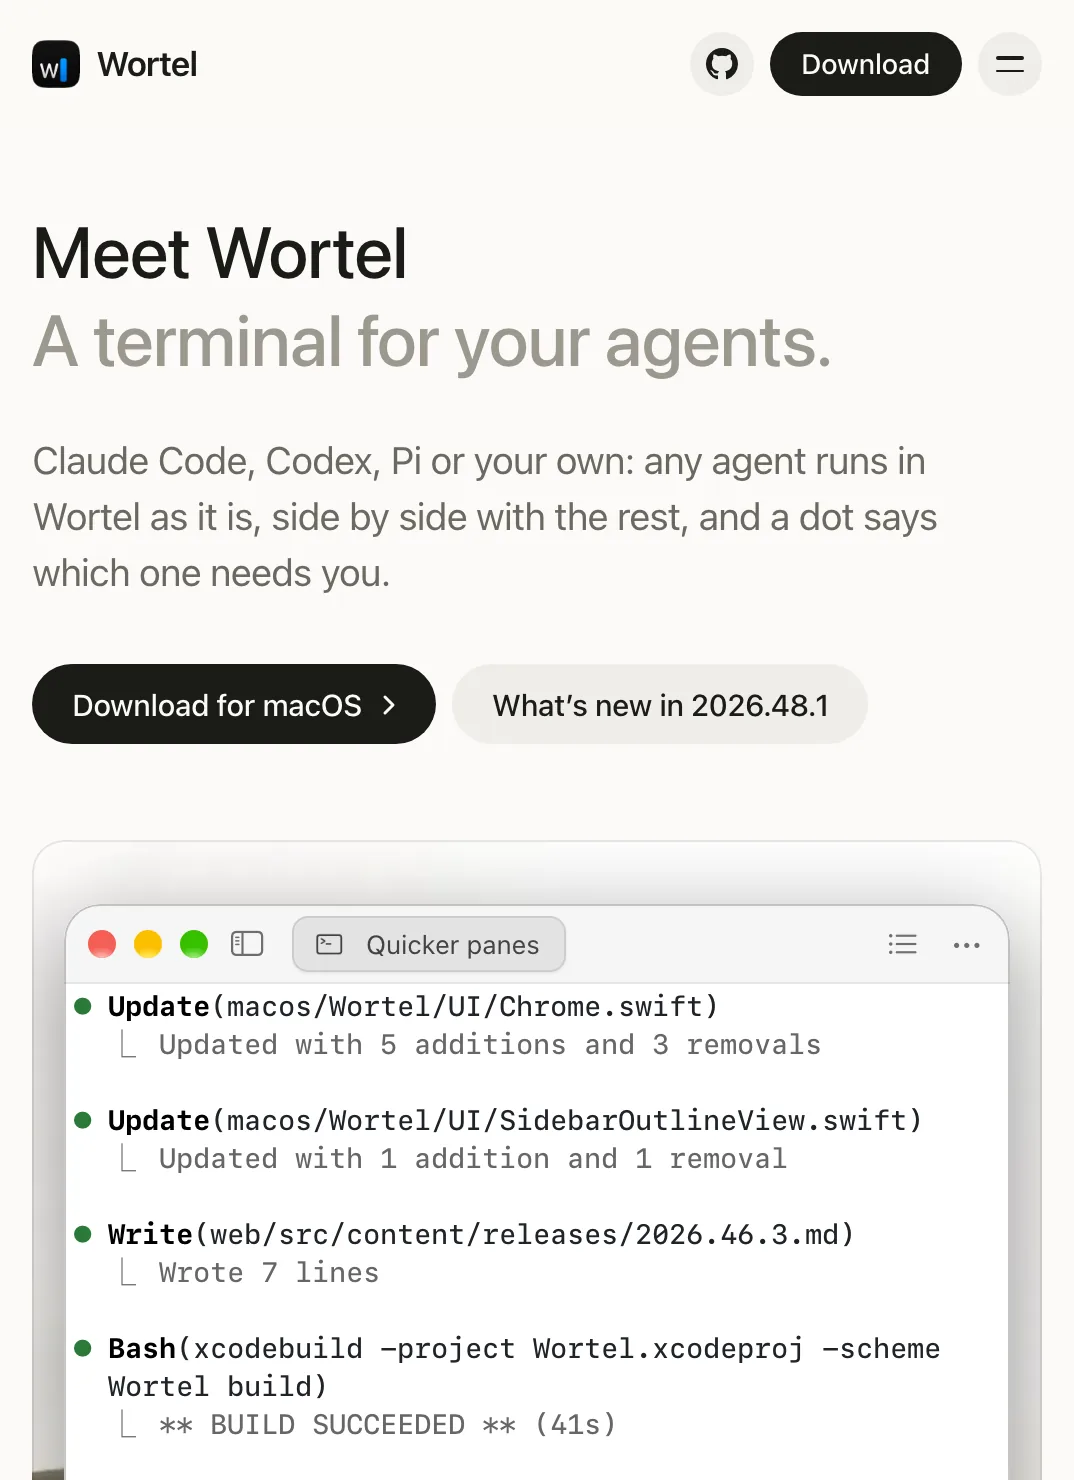 wl Wortel
Download
Meet Wortel
A terminal for your agents.
Claude Code, Codex, Pi or your own: any agent runs in
Wortel as it is, side by side with the rest, and a dot says
which one needs you.
Download for macOS
What’s new in 2026.48.1
Quicker panes
Update(macos/Wortel/UI/Chrome.swift)
Updated with 5 additions and 3 removals
Update(macos/Wortel/UI/SidebarOutlineView.swift)
Updated with 1 addition and 1 removal
Write(web/src/content/releases/2026.46.3.md)
Wrote 7 lines
Bash(xcodebuild -project Wortel.xcodeproj -scheme
Wortel build)
** BUILD SUCCEEDED ** (41s)